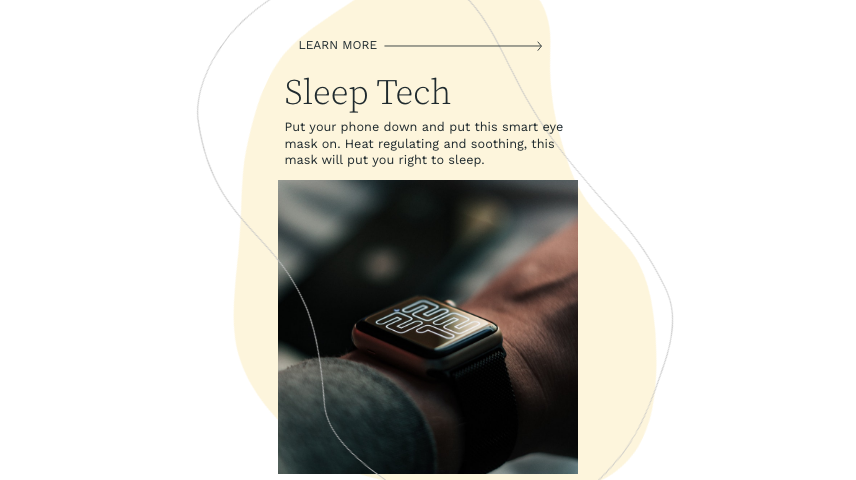 LEARN MORE
Sleep Tech
Put your phone down and put this smart eye
mask on. Heat regulating and soothing, this
mask will put you right to sleep.